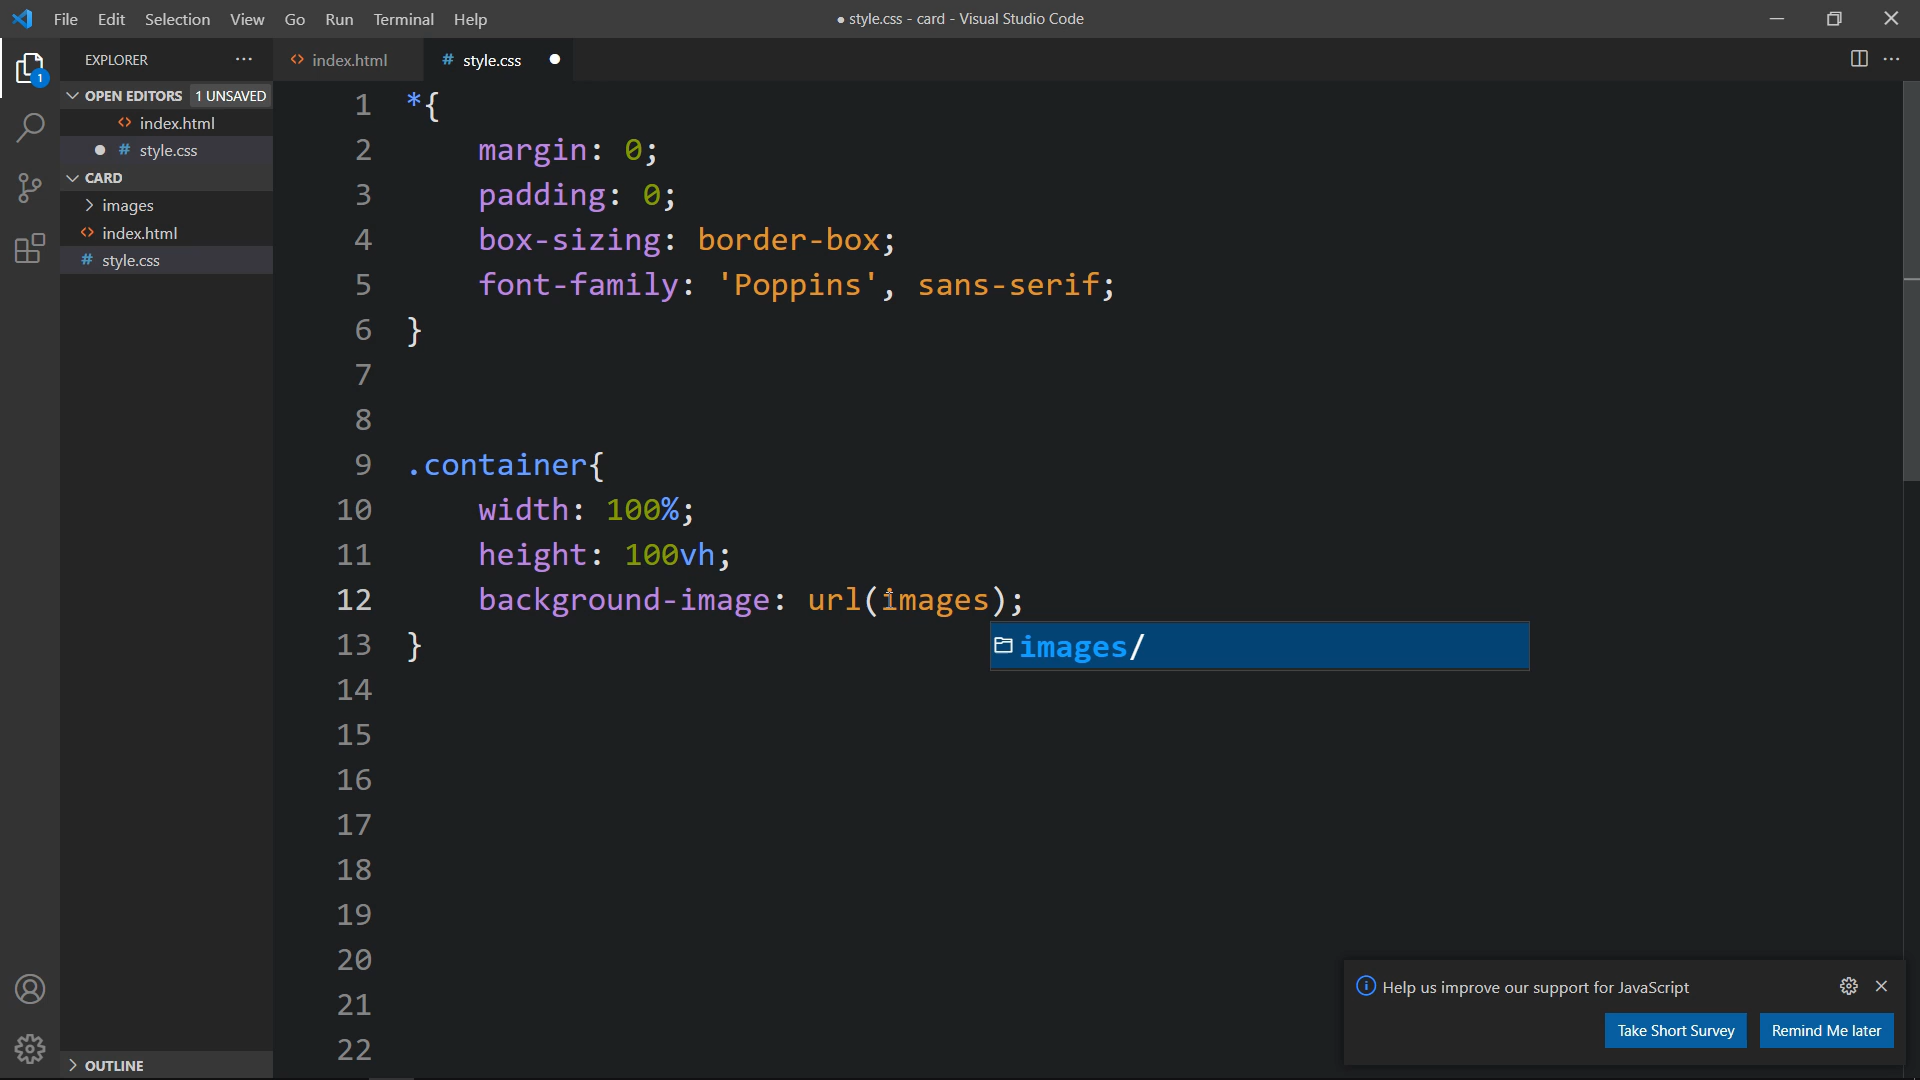 File Edit Selection View Go Run Terminal Help
● style.css - card - Visual Studio Code
EXPLORER
index.html
# style.css
OPEN EDITORS 1 UNSAVED
index.html
# style.css
CARD
images
index.html
# style.css
OUTLINE
1
1 *{
2 margin: 0;
3 padding: 0;
4 box-sizing: border-box;
5 font-family: 'Poppins', sans-serif;
6 }
7
8
9 .container{
10 width: 100%;
11 height: 100vh;
12 background-image: url(images);
images/
13 }
14
15
16
17
18
19
20
21
22
Help us improve our support for JavaScript
Take Short Survey Remind Me later